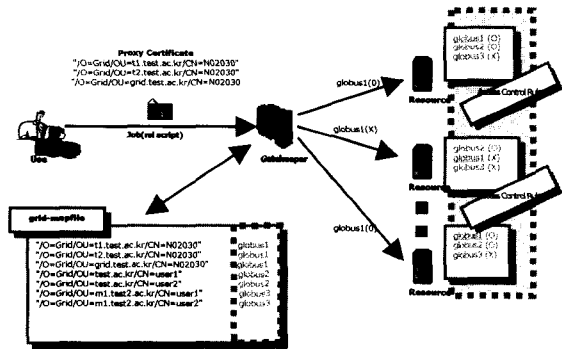 Proxy Certificate
"/O=Grid/OU=t1.test.ac.kr/CN=N02030"
"/O=Grid/OU=t2.test.ac.kr/CN=N02030"
"/O=Grid/OU=grid.test.ac.kr/CN=N02030
Use
Job(rsl script)
Gatekeeper
globus1(O)
globus1(X)
globus1(O)
Resource
globus1 (O)
globus2 (O)
globus3 (X)
Access Control Rule
Resource
globus2 (O)
globus1 (X)
globus3 (X)
Access Control Rule
Resource
globus1 (O)
globus2 (O)
globus3 (X)
grid-mapfile
"/O=Grid/OU=t1.test.ac.kr/CN=N02030" globus1
"/O=Grid/OU=t2.test.ac.kr/CN=N02030" globus1
"/O=Grid/OU=grid.test.ac.kr/CN=N02030" globus1
"/O=Grid/OU=test.ac.kr/CN=user1" globus2
"/O=Grid/OU=test.ac.kr/CN=user2" globus2
"/O=Grid/OU=m1.test2.ac.kr/CN=user1" globus3
"/O=Grid/OU=m1.test2.ac.kr/CN=user2" globus3